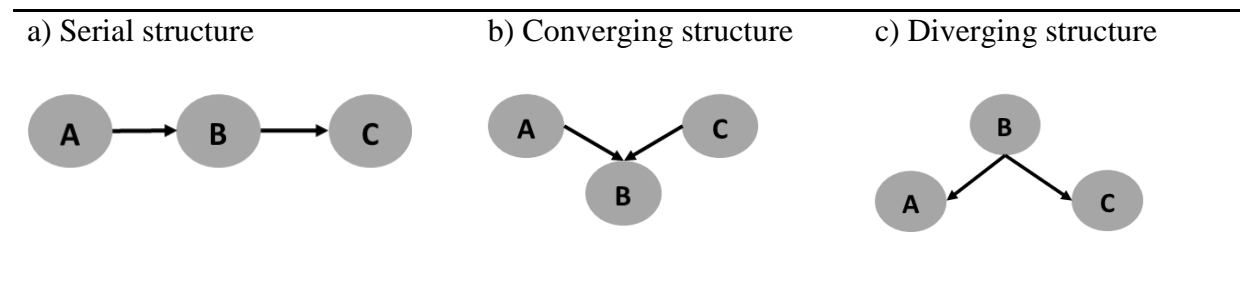 a) Serial structure
b) Converging structure
c) Diverging structure
A
B
C
A
C
B
B
A
C